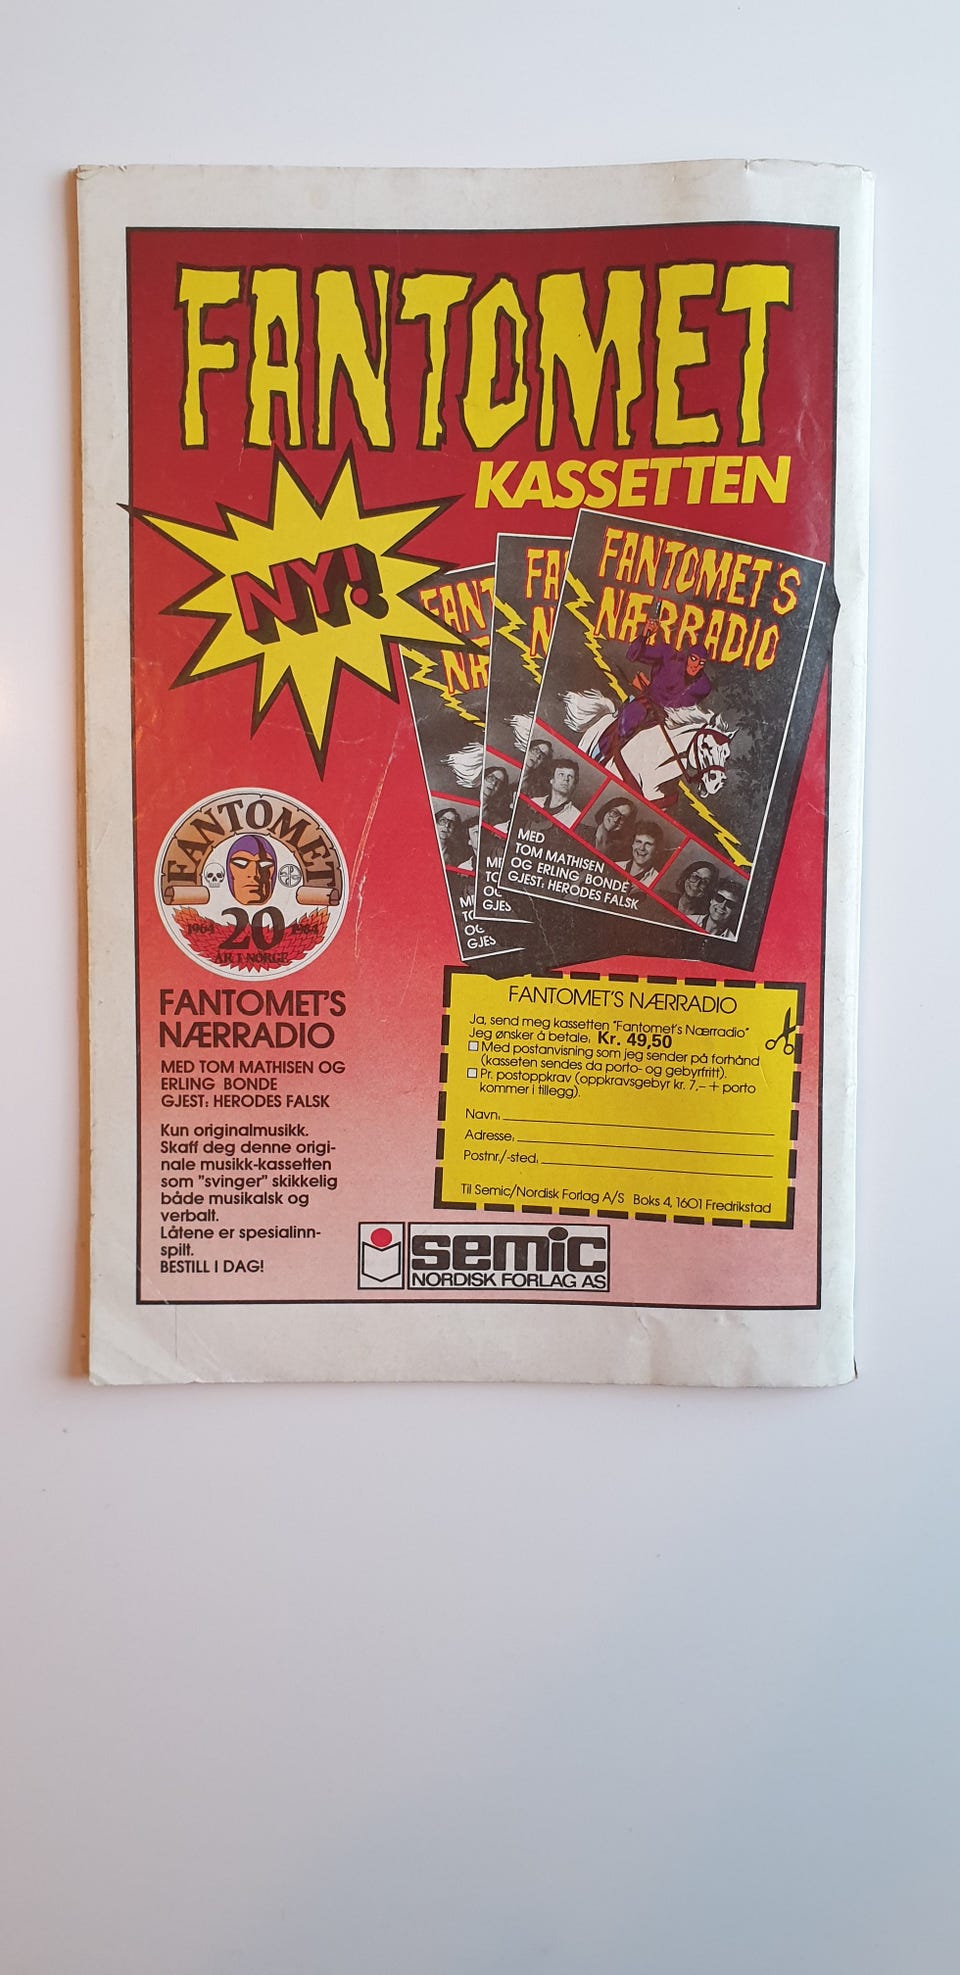 FANTOMET
KASSETTEN
NY!
FANTOMET'S
NÆRRADIO
MED
TOM MATHISEN
OG ERLING BONDE
GJEST: HERODES FALSK
FANTOMET
1964 20 1984
ÅR I NORGE
FANTOMET'S
NÆRRADIO
MED TOM MATHISEN OG
ERLING BONDE
GJEST: HERODES FALSK
Kun originalmusikk.
Skaff deg denne origi-
nale musikk-kassetten
som "svinger" skikkelig
både musikalsk og
verbalt.
Låtene er spesialinn-
spilt.
BESTILL I DAG!
FANTOMET'S NÆRRADIO
Ja, send meg kassetten "Fantomet's Nærradio"
Jeg ønsker å betale: Kr. 49,50
Med postanvisning som jeg sender på forhånd
(kasseten sendes da porto- og gebyrfritt).
Pr. postoppkrav (oppkravsgebyr kr. 7,- + porto
kommer i tillegg).
Navn:
Adresse:
Postnr./-sted:
Til Semic/Nordisk Forlag A/S Boks 4, 1601 Fredrikstad
semic
NORDISK FORLAG AS